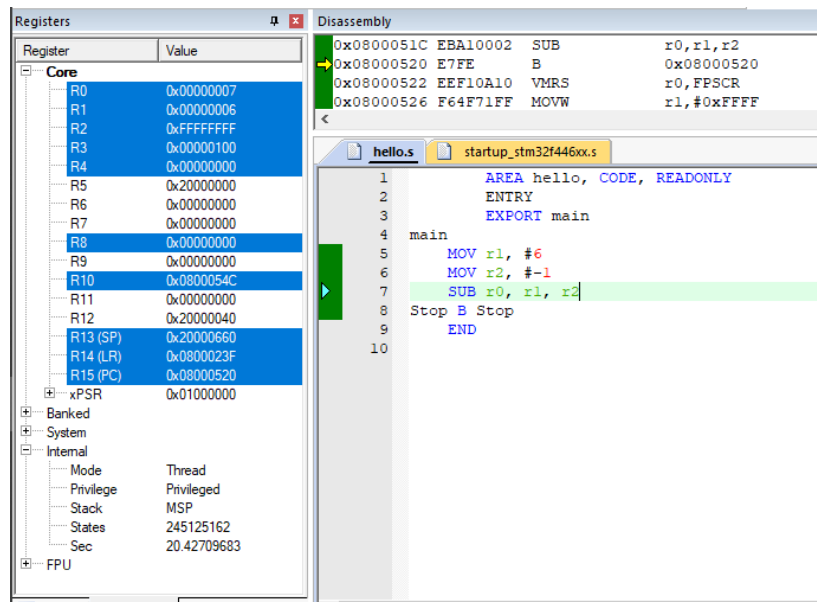 Registers
Register Value
Core
R0 0x00000007
R1 0x00000006
R2 0xFFFFFFFF
R3 0x00000100
R4 0x00000000
R5 0x20000000
R6 0x00000000
R7 0x00000000
R8 0x00000000
R9 0x00000000
R10 0x0800054C
R11 0x00000000
R12 0x20000040
R13 (SP) 0x20000660
R14 (LR) 0x0800023F
R15 (PC) 0x08000520
xPSR 0x01000000
Banked
System
Internal
Mode Thread
Privilege Privileged
Stack MSP
States 245125162
Sec 20.42709683
FPU
Disassembly
0x0800051C EBA10002 SUB r0,r1,r2
0x08000520 E7FE B 0x08000520
0x08000522 EEF10A10 VMRS r0,FPSCR
0x08000526 F64F71FF MOVW r1,#0xFFFF
hello.s startup_stm32f446xx.s
1 AREA hello, CODE, READONLY
2 ENTRY
3 EXPORT main
4 main
5 MOV r1, #6
6 MOV r2, #-1
7 SUB r0, r1, r2
8 Stop B Stop
9 END
10